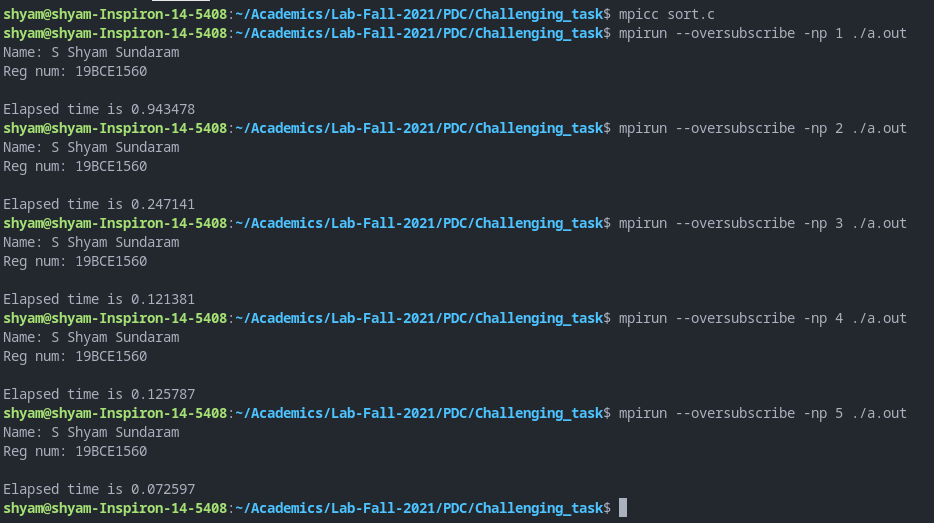 shyam@shyam-Inspiron-14-5408:~/Academics/Lab-Fall-2021/PDC/Challenging_task$ mpicc sort.c
shyam@shyam-Inspiron-14-5408:~/Academics/Lab-Fall-2021/PDC/Challenging_task$ mpirun --oversubscribe -np 1 ./a.out
Name: S Shyam Sundaram
Reg num: 19BCE1560

Elapsed time is 0.943478
shyam@shyam-Inspiron-14-5408:~/Academics/Lab-Fall-2021/PDC/Challenging_task$ mpirun --oversubscribe -np 2 ./a.out
Name: S Shyam Sundaram
Reg num: 19BCE1560

Elapsed time is 0.247141
shyam@shyam-Inspiron-14-5408:~/Academics/Lab-Fall-2021/PDC/Challenging_task$ mpirun --oversubscribe -np 3 ./a.out
Name: S Shyam Sundaram
Reg num: 19BCE1560

Elapsed time is 0.121381
shyam@shyam-Inspiron-14-5408:~/Academics/Lab-Fall-2021/PDC/Challenging_task$ mpirun --oversubscribe -np 4 ./a.out
Name: S Shyam Sundaram
Reg num: 19BCE1560

Elapsed time is 0.125787
shyam@shyam-Inspiron-14-5408:~/Academics/Lab-Fall-2021/PDC/Challenging_task$ mpirun --oversubscribe -np 5 ./a.out
Name: S Shyam Sundaram
Reg num: 19BCE1560

Elapsed time is 0.072597
shyam@shyam-Inspiron-14-5408:~/Academics/Lab-Fall-2021/PDC/Challenging_task$